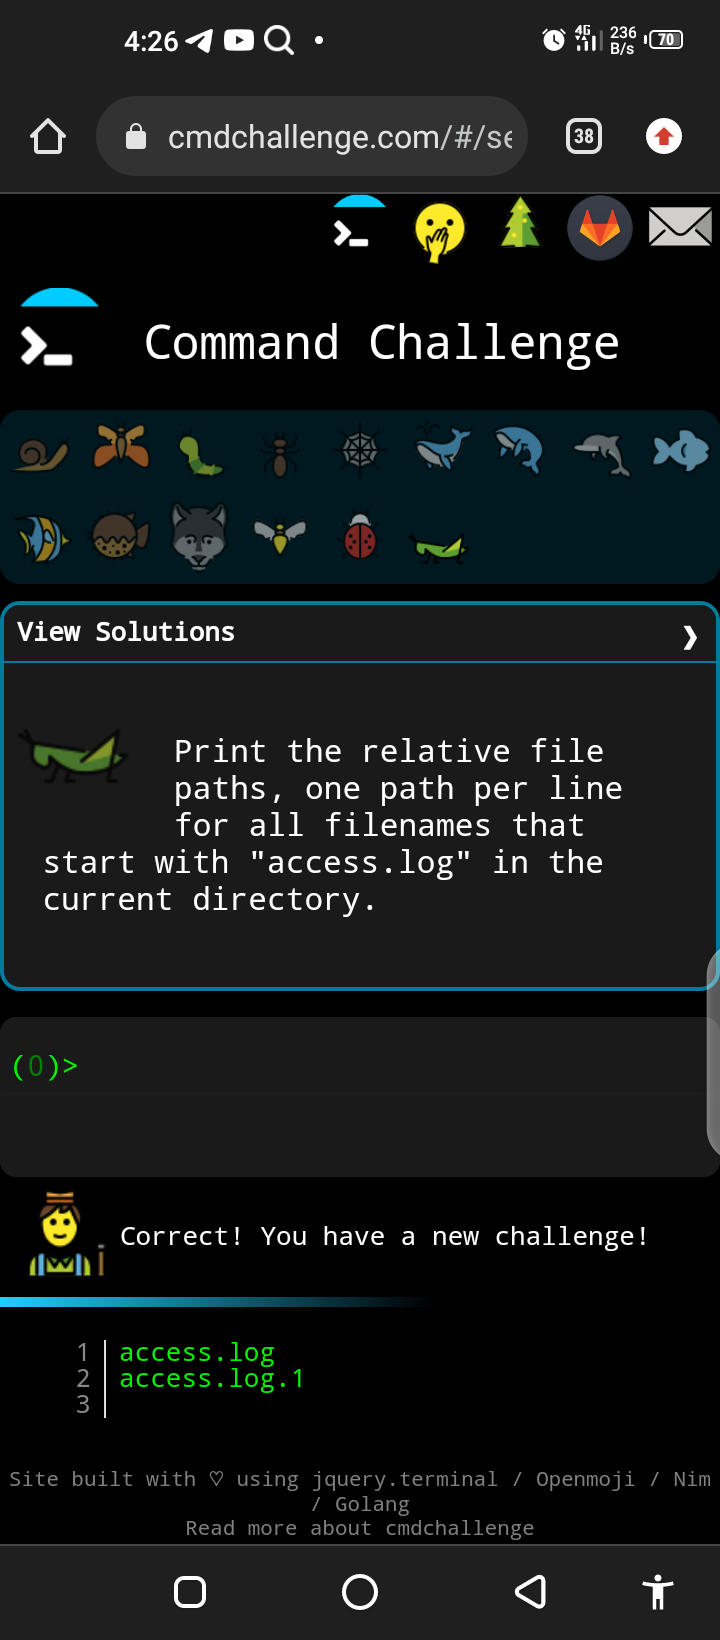 4:26
4G
236
B/s
70
cmdchallenge.com/#/se
38
Command Challenge
View Solutions
Print the relative file
paths, one path per line
for all filenames that
start with "access.log" in the
current directory.
(0)>
Correct! You have a new challenge!
1 access.log
2 access.log.1
3
Site built with ♡ using jquery.terminal / Openmoji / Nim
/ Golang
Read more about cmdchallenge